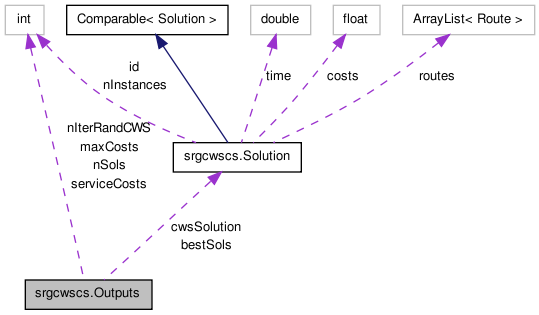 int
Comparable< Solution >
double
float
ArrayList< Route >
id
nInstances
time
costs
routes
nIterRandCWS
maxCosts
nSols
serviceCosts
srgcwscs.Solution
cwsSolution
bestSols
srgcwscs.Outputs